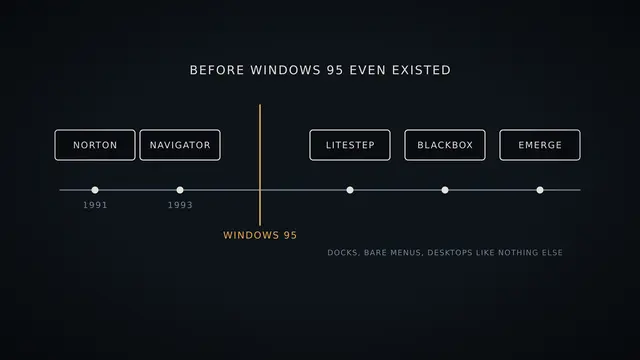 BEFORE WINDOWS 95 EVEN EXISTED
NORTON
NAVIGATOR
LITESTEP
BLACKBOX
EMERGE
1991
1993
WINDOWS 95
DOCKS, BARE MENUS, DESKTOPS LIKE NOTHING ELSE